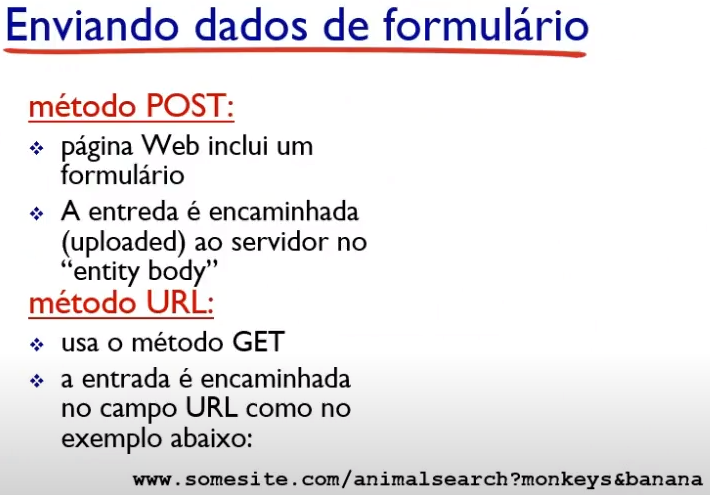 Enviando dados de formulário
método POST:
❖ página Web inclui um
formulário
❖ A entreda é encaminhada
(uploaded) ao servidor no
“entity body”
método URL:
❖ usa o método GET
❖ a entrada é encaminhada
no campo URL como no
exemplo abaixo:
www.somesite.com/animalsearch?monkeys&banana